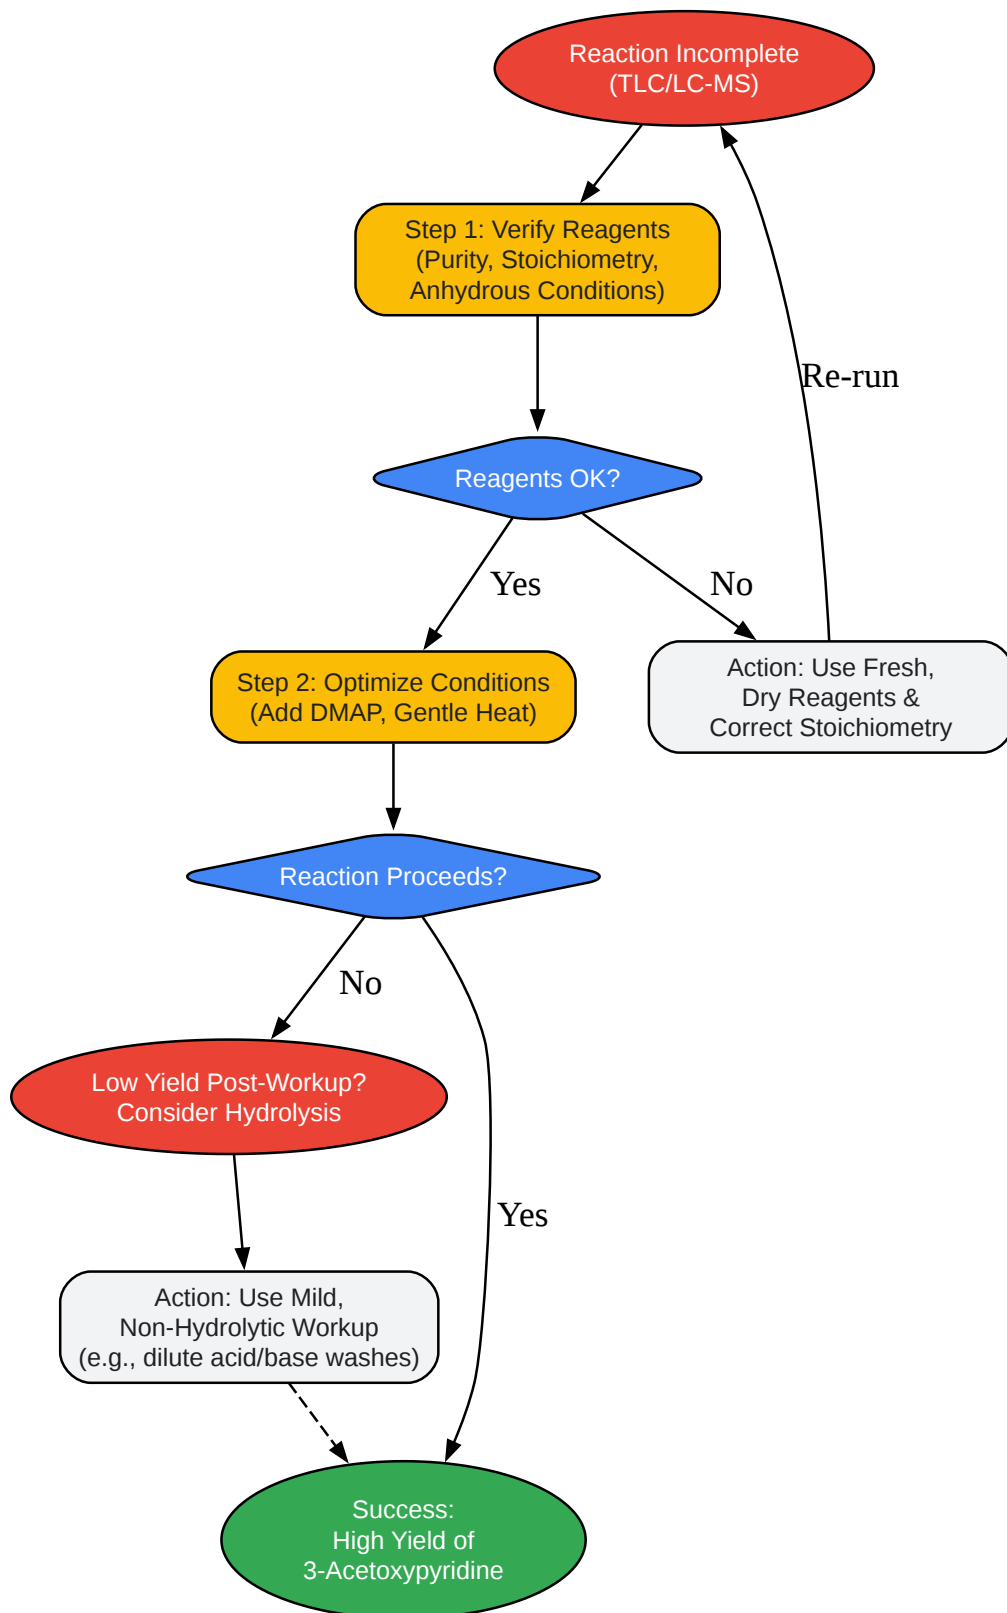 Reaction Incomplete
(TLC/LC-MS)
Step 1: Verify Reagents
(Purity, Stoichiometry,
Anhydrous Conditions)
Re-run
Reagents OK?
Yes
No
Step 2: Optimize Conditions
(Add DMAP, Gentle Heat)
Action: Use Fresh,
Dry Reagents &
Correct Stoichiometry
Reaction Proceeds?
No
Low Yield Post-Workup?
Consider Hydrolysis
Yes
Action: Use Mild,
Non-Hydrolytic Workup
(e.g., dilute acid/base washes)
Success:
High Yield of
3-Acetoxypyridine